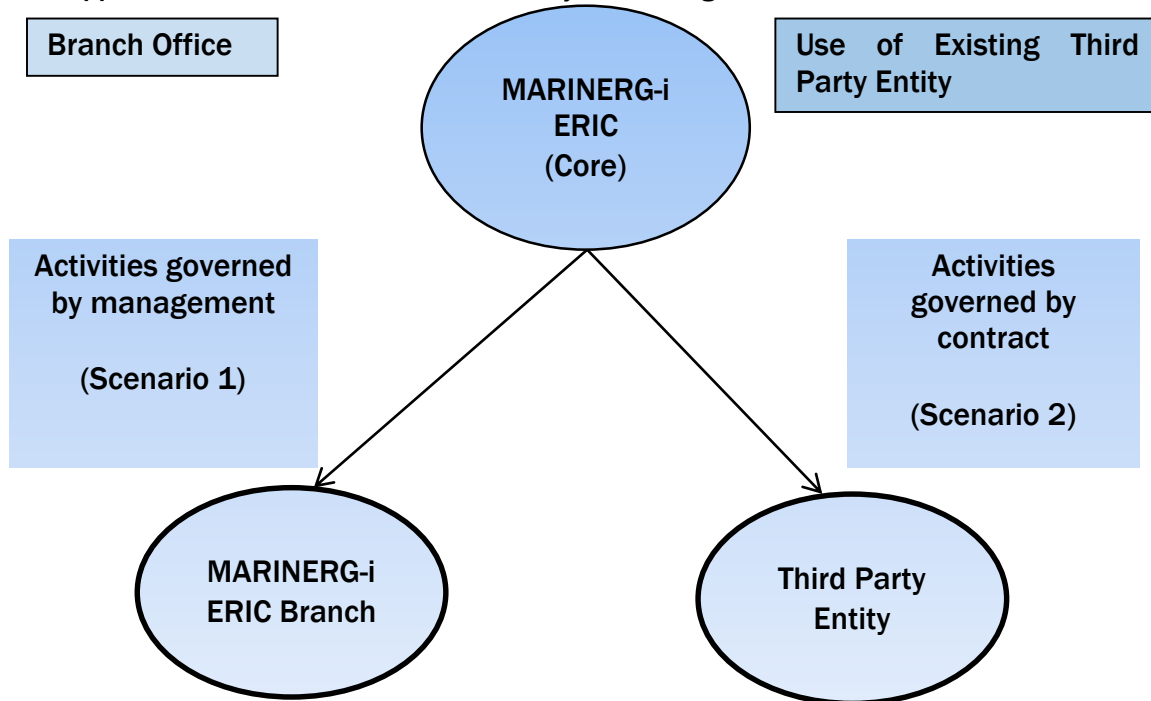 Branch Office
Use of Existing Third
Party Entity
MARINERG-i
ERIC
(Core)
Activities governed
by management
(Scenario 1)
Activities
governed by
contract
(Scenario 2)
MARINERG-i
ERIC Branch
Third Party
Entity